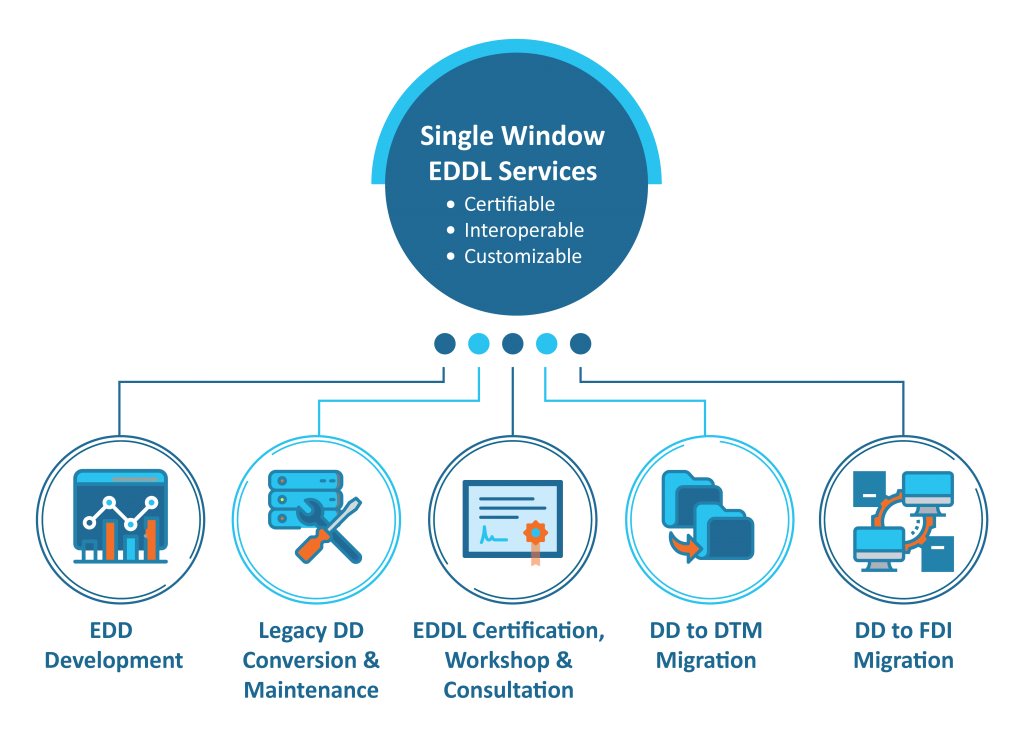 Single Window
EDDL Services
• Certifiable
• Interoperable
• Customizable
EDD
Development
Legacy DD
Conversion &
Maintenance
EDDL Certification,
Workshop &
Consultation
DD to DTM
Migration
DD to FDI
Migration